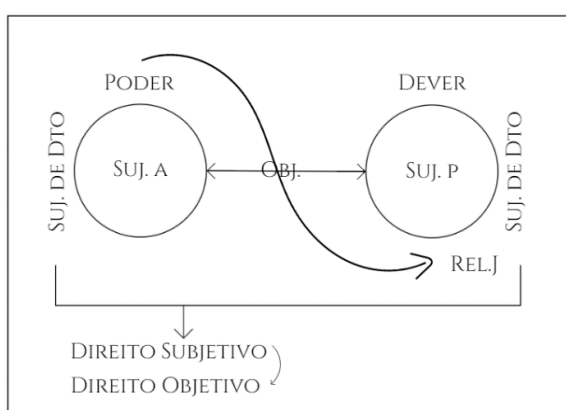 PODER
DEVER
SUJ. DE DTO
SUJ. A
OBJ.
SUJ. P
SUJ. DE DTO
REL.J
DIREITO SUBJETIVO
DIREITO OBJETIVO